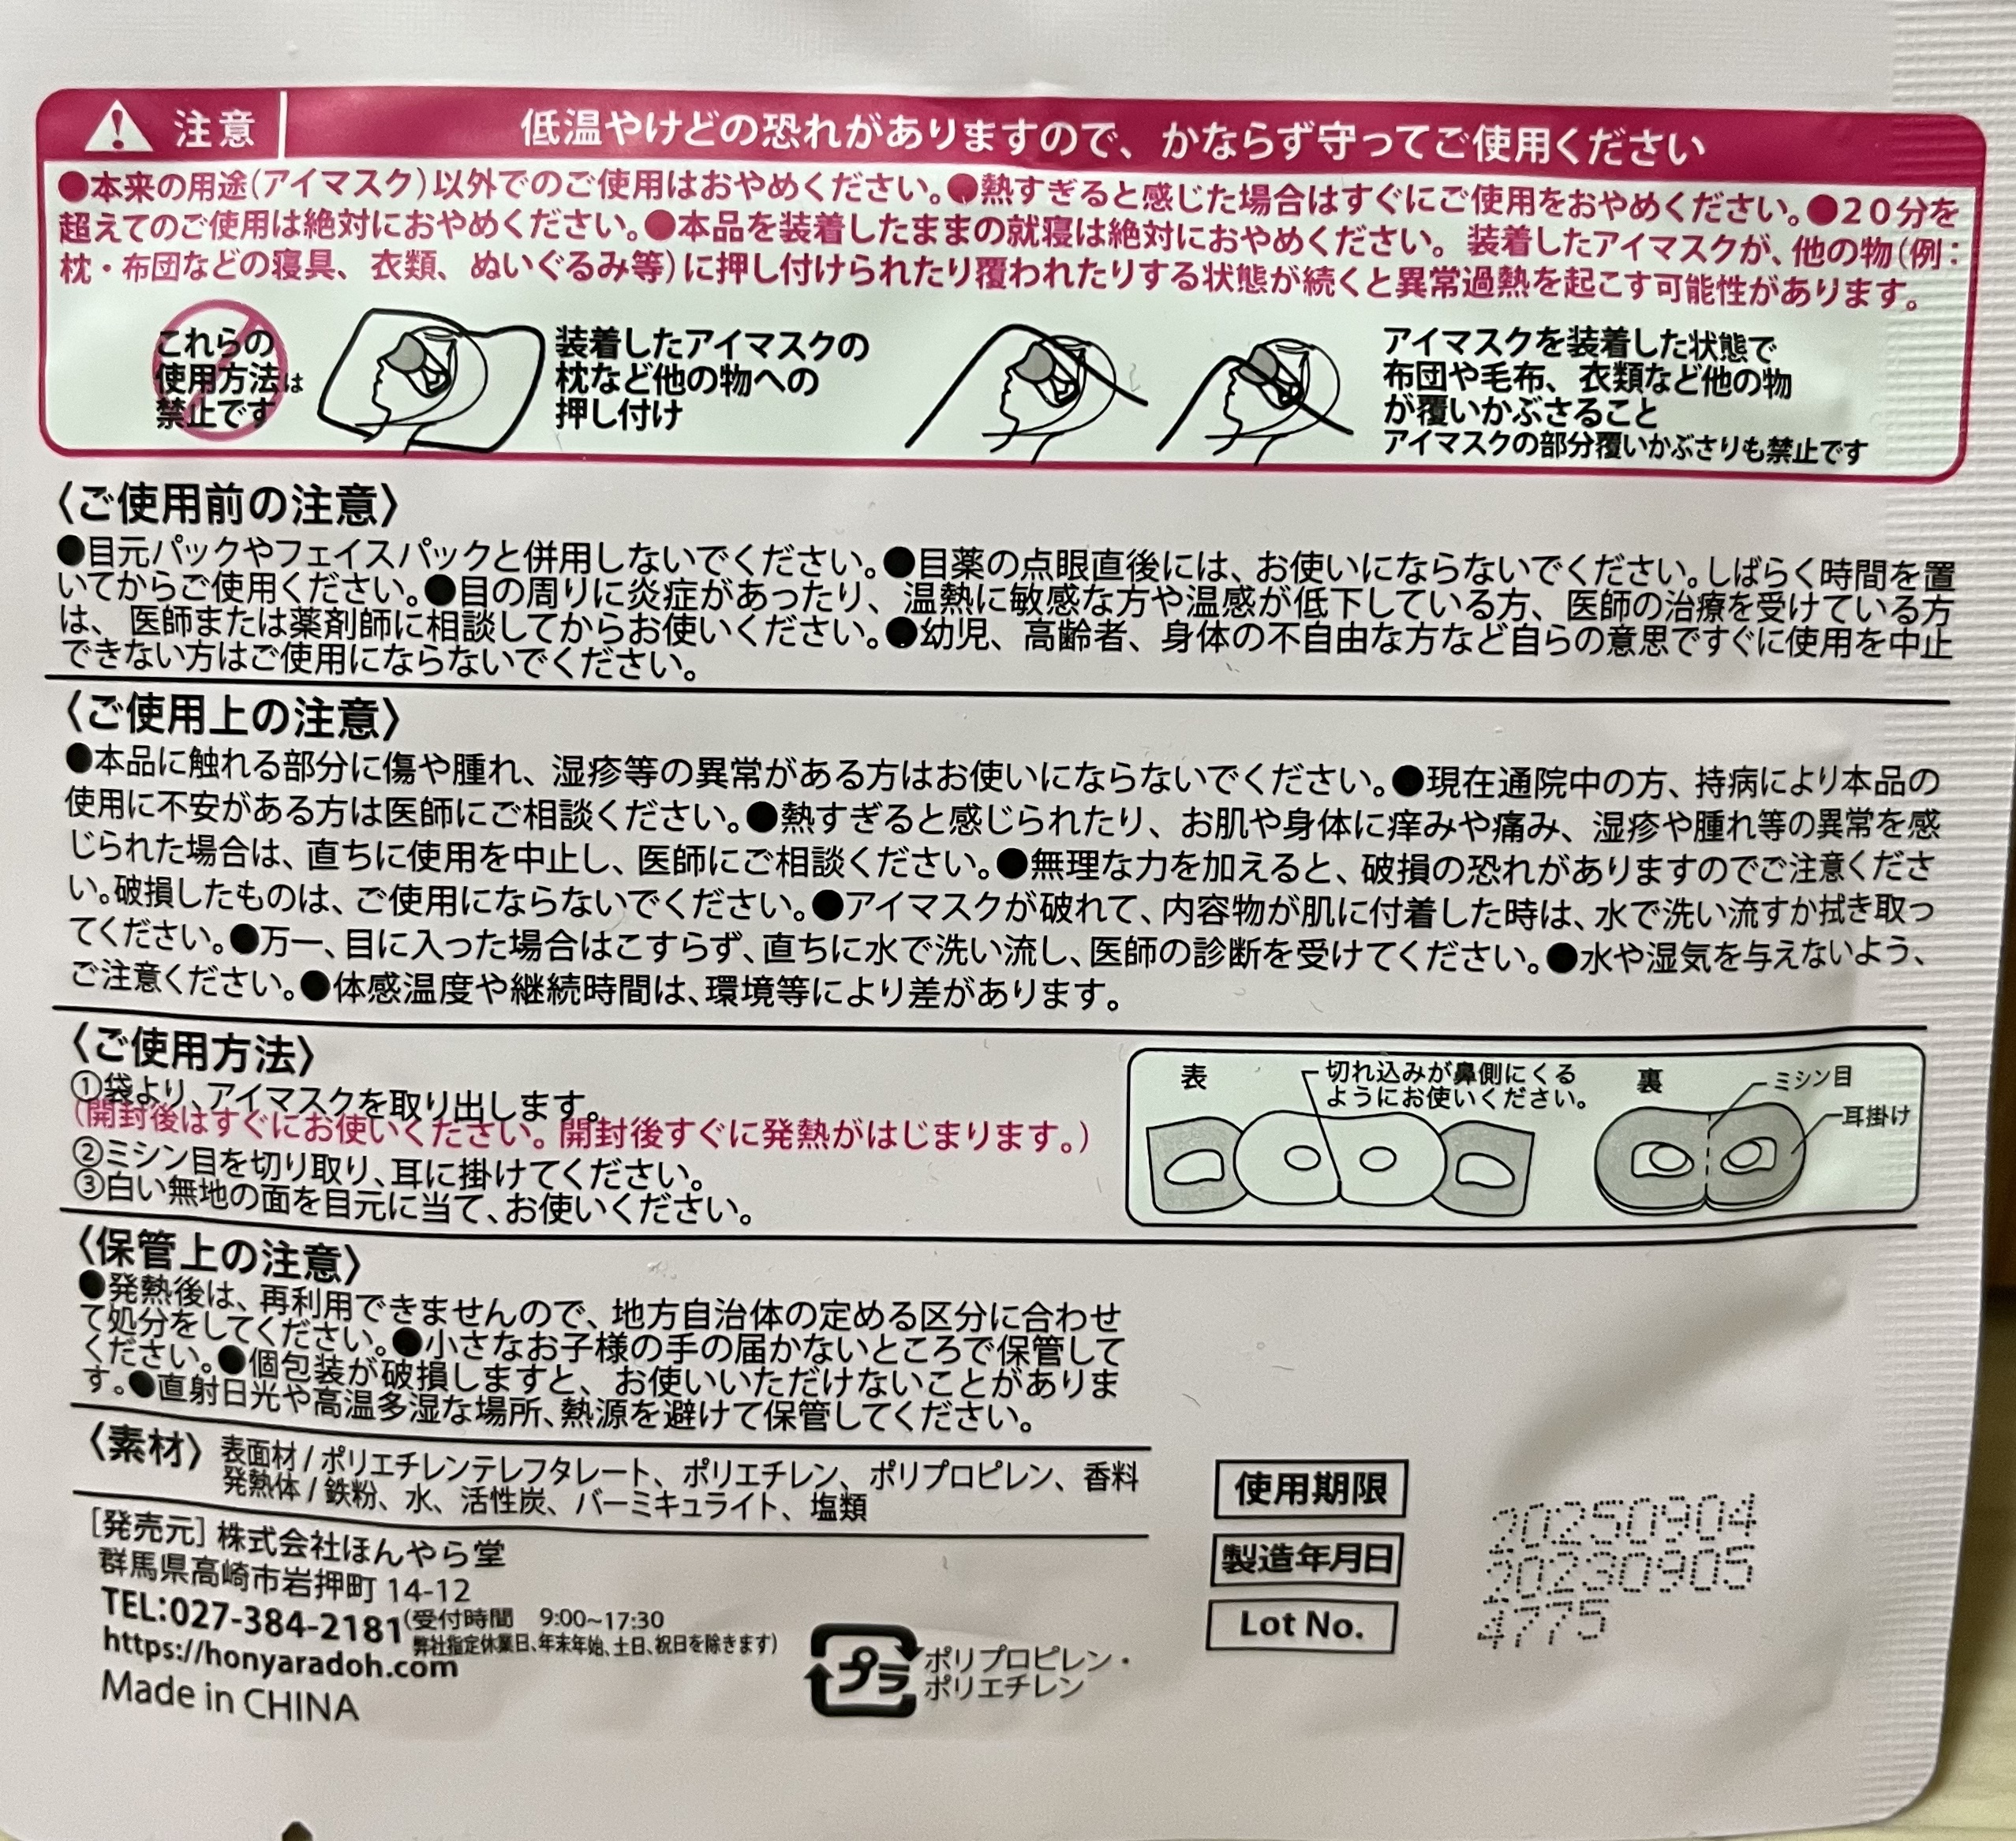 注意 低温やけどの恐れがありますので、かならず守ってご使用ください
●本来の用途(アイマスク)以外でのご使用はおやめください。●熱すぎると感じた場合はすぐにご使用をおやめください。●20分を
超えてのご使用は絶対におやめください。●本品を装着したままの就寝は絶対におやめください。装着したアイマスクが、他の物(例:
枕・布団などの寝具、衣類、ぬいぐるみ等)に押し付けられたり覆われたりする状態が続くと異常過熱を起こす可能性があります。
これらの
使用方法は
禁止です
装着したアイマスクの
枕など他の物への
押し付け
アイマスクを装着した状態で
布団や毛布、衣類など他の物
が覆いかぶさること
アイマスクの部分覆いかぶさりも禁止です
〈ご使用前の注意〉
●目元パックやフェイスパックと併用しないでください。●目薬の点眼直後には、お使いにならないでください。しばらく時間を置
いてからご使用ください。●目の周りに炎症があったり、温熱に敏感な方や温感が低下している方、医師の治療を受けている方
は、医師または薬剤師に相談してからお使いください。●幼児、高齢者、身体の不自由な方など自らの意思ですぐに使用を中止
できない方はご使用にならないでください。
〈ご使用上の注意〉
●本品に触れる部分に傷や腫れ、湿疹等の異常がある方はお使いにならないでください。●現在通院中の方、持病により本品の
使用に不安がある方は医師にご相談ください。●熱すぎると感じられたり、お肌や身体に痒みや痛み、湿疹や腫れ等の異常を感
じられた場合は、直ちに使用を中止し、医師にご相談ください。●無理な力を加えると、破損の恐れがありますのでご注意くださ
い。破損したものは、ご使用にならないでください。●アイマスクが破れて、内容物が肌に付着した時は、水で洗い流すか拭き取っ
てください。●万一、目に入った場合はこすらず、直ちに水で洗い流し、医師の診断を受けてください。●水や湿気を与えないよう、
ご注意ください。●体感温度や継続時間は、環境等により差があります。
〈ご使用方法〉
①袋より、アイマスクを取り出します。
(開封後はすぐにお使いください。開封後すぐに発熱がはじまります。)
②ミシン目を切り取り、耳に掛けてください。
③白い無地の面を目元に当て、お使いください。
表
切れ込みが鼻側にくる
ようにお使いください。
裏
ミシン目
耳掛け
〈保管上の注意〉
●発熱後は、再利用できませんので、地方自治体の定める区分に合わせ
て処分をしてください。●小さなお子様の手の届かないところで保管して
ください。●個包装が破損しますと、お使いいただけないことがありま
す。●直射日光や高温多湿な場所、熱源を避けて保管してください。
〈素材〉表面材/ポリエチレンテレフタレート、ポリエチレン、ポリプロピレン、香料
発熱体/鉄粉、水、活性炭、バーミキュライト、塩類
[発売元] 株式会社ほんやら堂
群馬県高崎市岩押町 14-12
TEL:027-384-2181(受付時間 9:00~17:30
弊社指定休業日、年末年始、土日、祝日を除きます)
https://honyaradoh.com
Made in CHINA
プラ
ポリプロピレン・
ポリエチレン
使用期限 20250904
製造年月日 20230905
Lot No. 4775